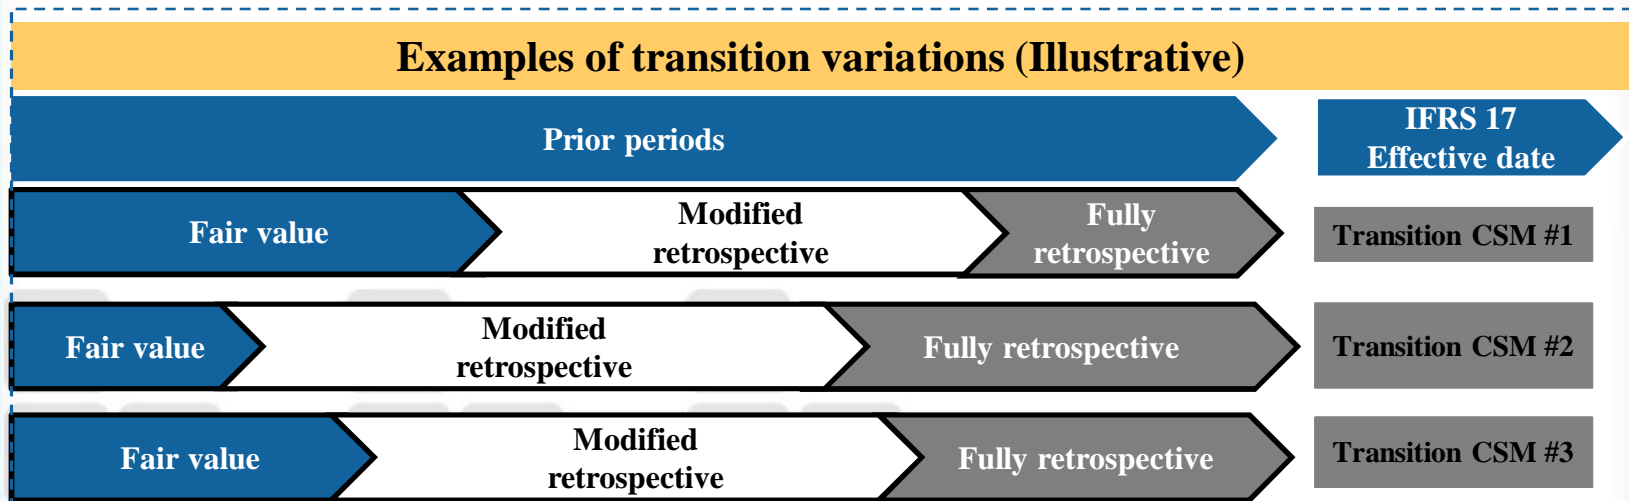 Examples of transition variations (Illustrative)
Prior periods
IFRS 17
Effective date
Fair value
Modified
retrospective
Fully
retrospective
Transition CSM #1
Fair value
Modified
retrospective
Fully retrospective
Transition CSM #2
Fair value
Modified
retrospective
Fully retrospective
Transition CSM #3